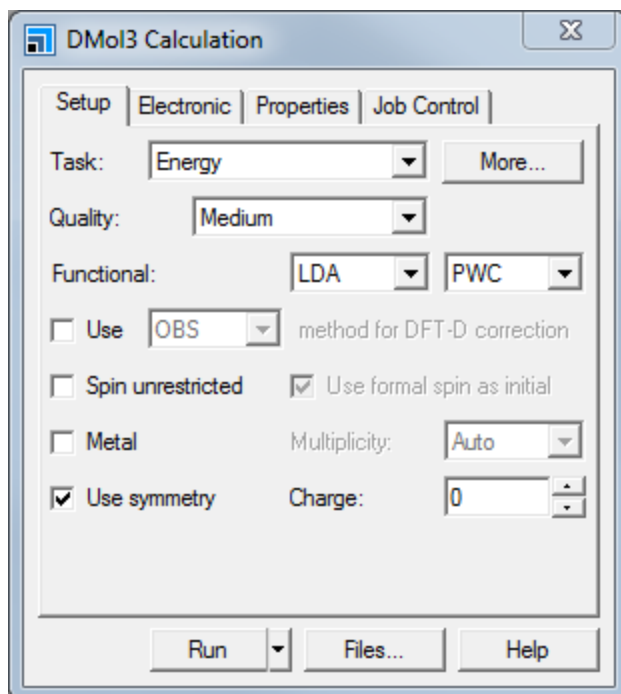 DMol3 Calculation
Setup Electronic Properties Job Control
Task: Energy More...
Quality: Medium
Functional: LDA PWC
Use OBS method for DFT-D correction
Spin unrestricted Use formal spin as initial
Metal Multiplicity: Auto
Use symmetry Charge: 0
Run Files... Help